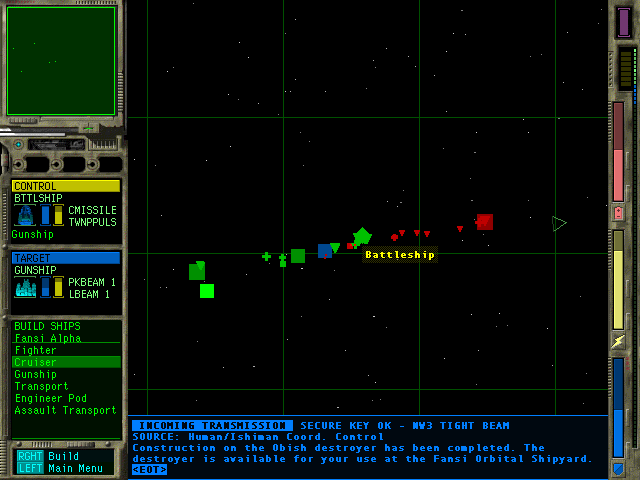 CONTROL
BTTLSHIP
CMISSILE
TWNPPULS
Gunship
TARGET
GUNSHIP
PKBEAM 1
LBEAM 1
BUILD SHIPS
Fansi Alpha
Fighter
Cruiser
Gunship
Transport
Engineer Pod
Assault Transport
RGHT Build
LEFT Main Menu
Battleship
INCOMING TRANSMISSION SECURE KEY OK - NW3 TIGHT BEAM
SOURCE: Human/Ishiman Coord. Control
Construction on the Obish destroyer has been completed. The
destroyer is available for your use at the Fansi Orbital Shipyard.
<EOT>